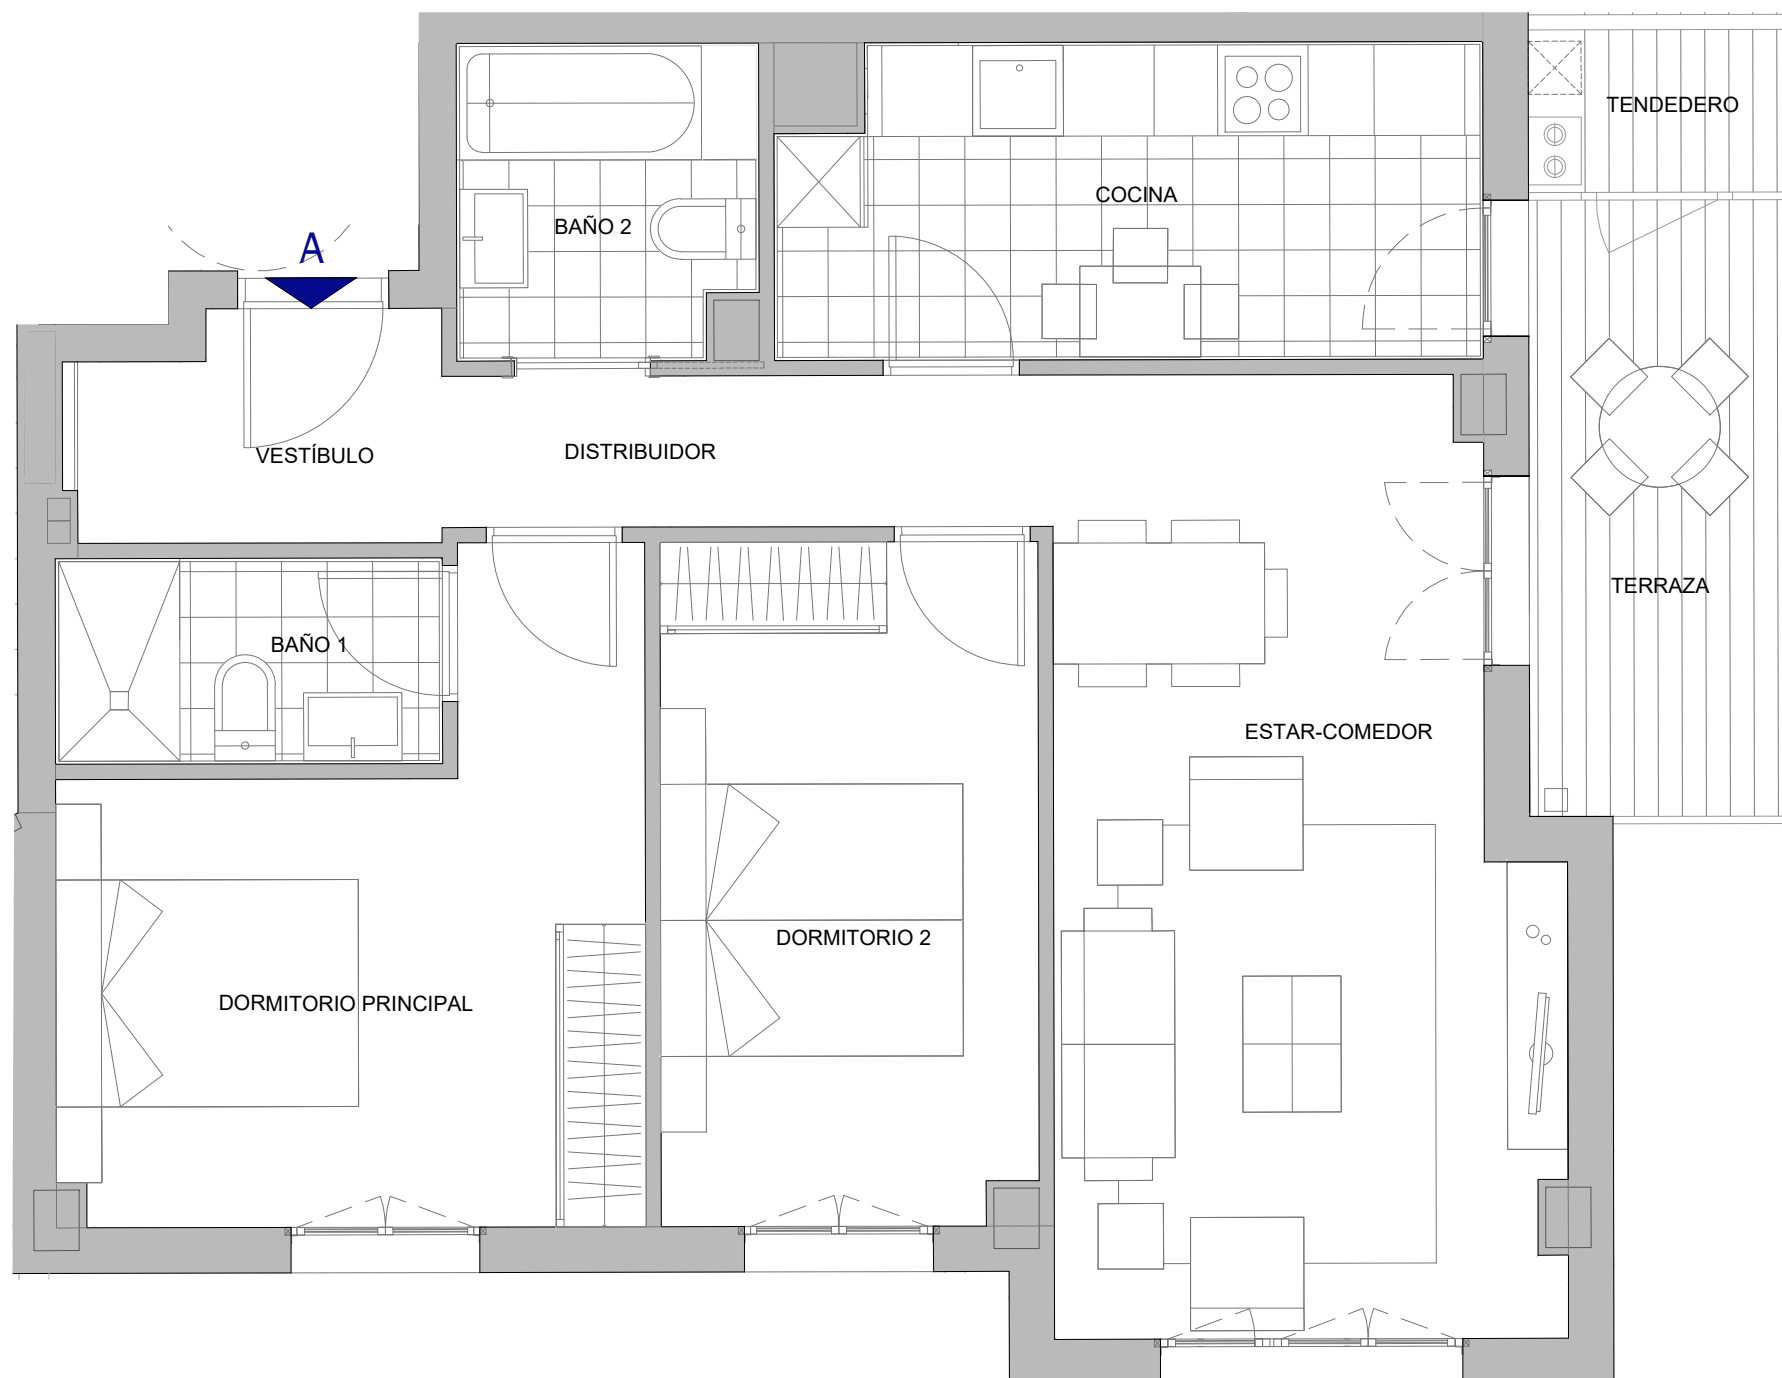 TENDEDERO
COCINA
BAÑO 2
A
VESTÍBULO
DISTRIBUIDOR
TERRAZA
BAÑO 1
ESTAR-COMEDOR
DORMITORIO 2
DORMITORIO PRINCIPAL